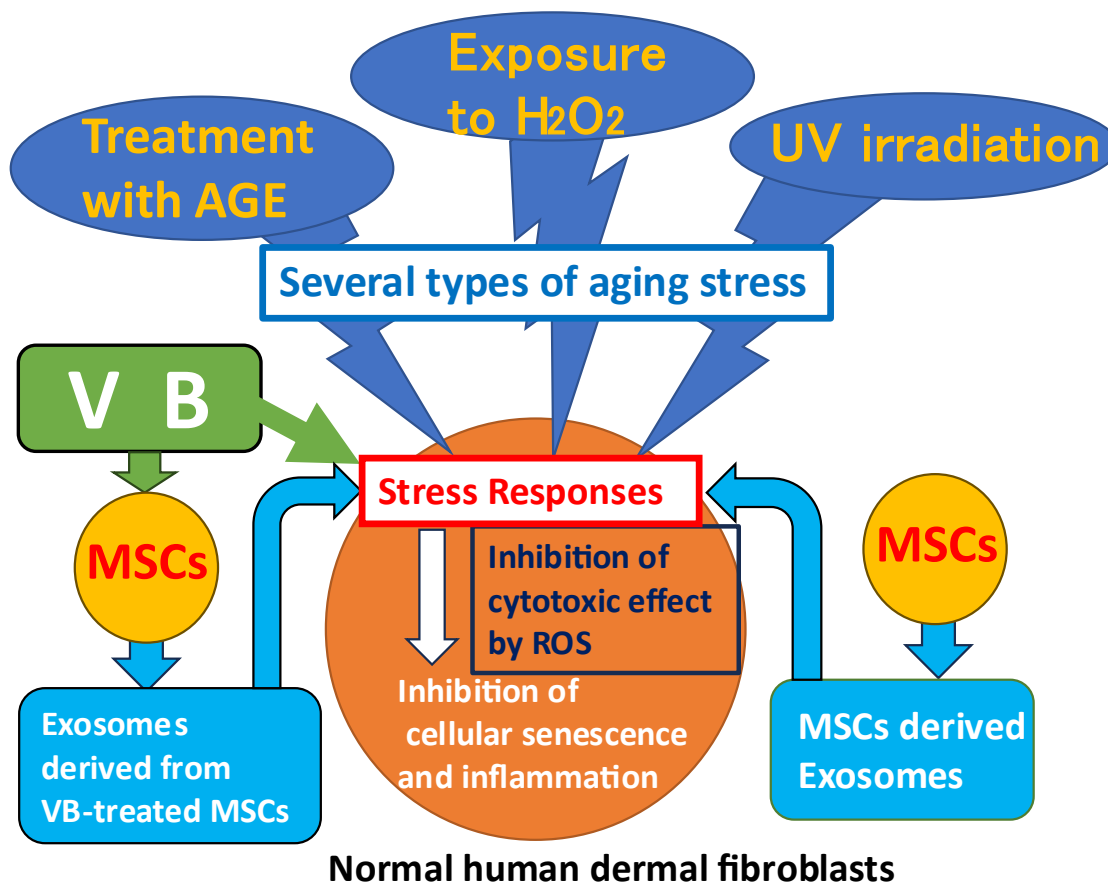 Exposure
to H2O2
Treatment
with AGE
UV irradiation
Several types of aging stress
V B
Stress Responses
MSCs
MSCs
Inhibition of
cytotoxic effect
by ROS
Inhibition of
cellular senescence
and inflammation
Exosomes
derived from
VB-treated MSCs
MSCs derived
Exosomes
Normal human dermal fibroblasts